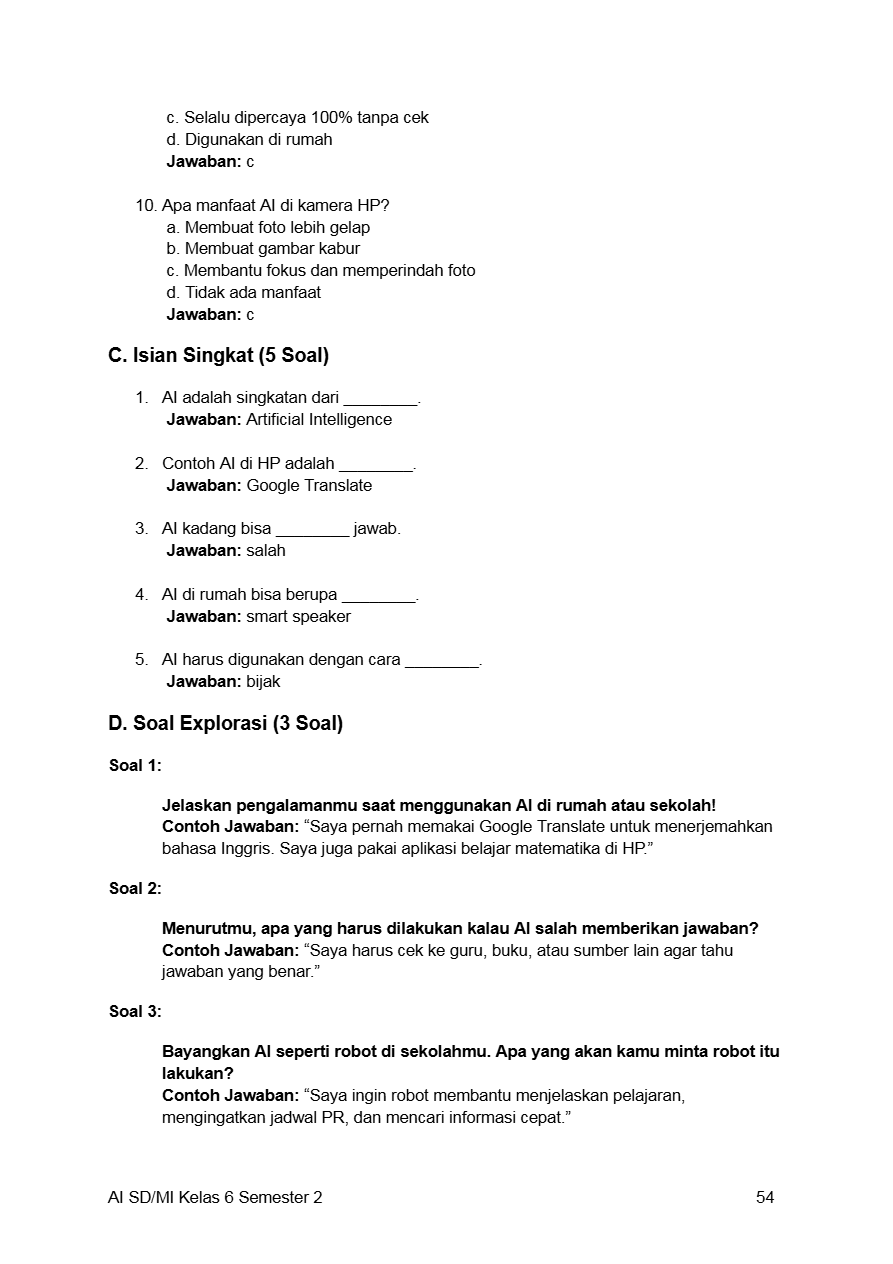 c. Selalu dipercaya 100% tanpa cek
d. Digunakan di rumah
Jawaban: c
10. Apa manfaat AI di kamera HP?
a. Membuat foto lebih gelap
b. Membuat gambar kabur
c. Membantu fokus dan memperindah foto
d. Tidak ada manfaat
Jawaban: c
C. Isian Singkat (5 Soal)
1. AI adalah singkatan dari ________.
Jawaban: Artificial Intelligence
2. Contoh AI di HP adalah ________.
Jawaban: Google Translate
3. AI kadang bisa ________ jawab.
Jawaban: salah
4. AI di rumah bisa berupa ________.
Jawaban: smart speaker
5. AI harus digunakan dengan cara ________.
Jawaban: bijak
D. Soal Explorasi (3 Soal)
Soal 1:
Jelaskan pengalamanmu saat menggunakan AI di rumah atau sekolah!
Contoh Jawaban: “Saya pernah memakai Google Translate untuk menerjemahkan
bahasa Inggris. Saya juga pakai aplikasi belajar matematika di HP.”
Soal 2:
Menurutmu, apa yang harus dilakukan kalau AI salah memberikan jawaban?
Contoh Jawaban: “Saya harus cek ke guru, buku, atau sumber lain agar tahu
jawaban yang benar.”
Soal 3:
Bayangkan AI seperti robot di sekolahmu. Apa yang akan kamu minta robot itu
lakukan?
Contoh Jawaban: “Saya ingin robot membantu menjelaskan pelajaran,
mengingatkan jadwal PR, dan mencari informasi cepat.”
AI SD/MI Kelas 6 Semester 2 54